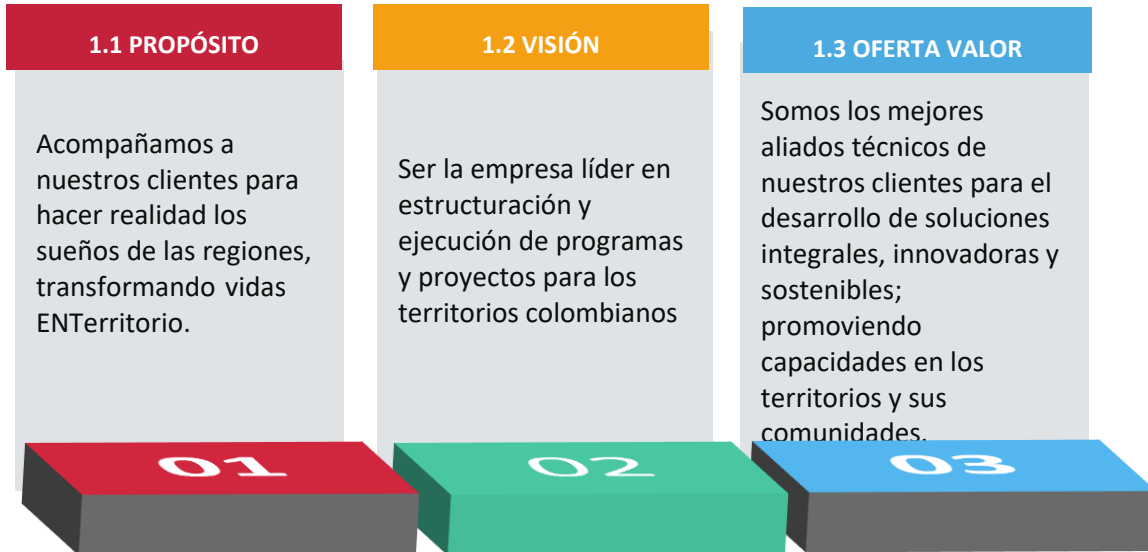 1.1 PROPÓSITO
Acompañamos a
nuestros clientes para
hacer realidad los
sueños de las regiones,
transformando vidas
ENTerritorio.
01
1.2 VISIÓN
Ser la empresa líder en
estructuración y
ejecución de programas
y proyectos para los
territorios colombianos
02
1.3 OFERTA VALOR
Somos los mejores
aliados técnicos de
nuestros clientes para el
desarrollo de soluciones
integrales, innovadoras y
sostenibles;
promoviendo
capacidades en los
territorios y sus
comunidades.
03